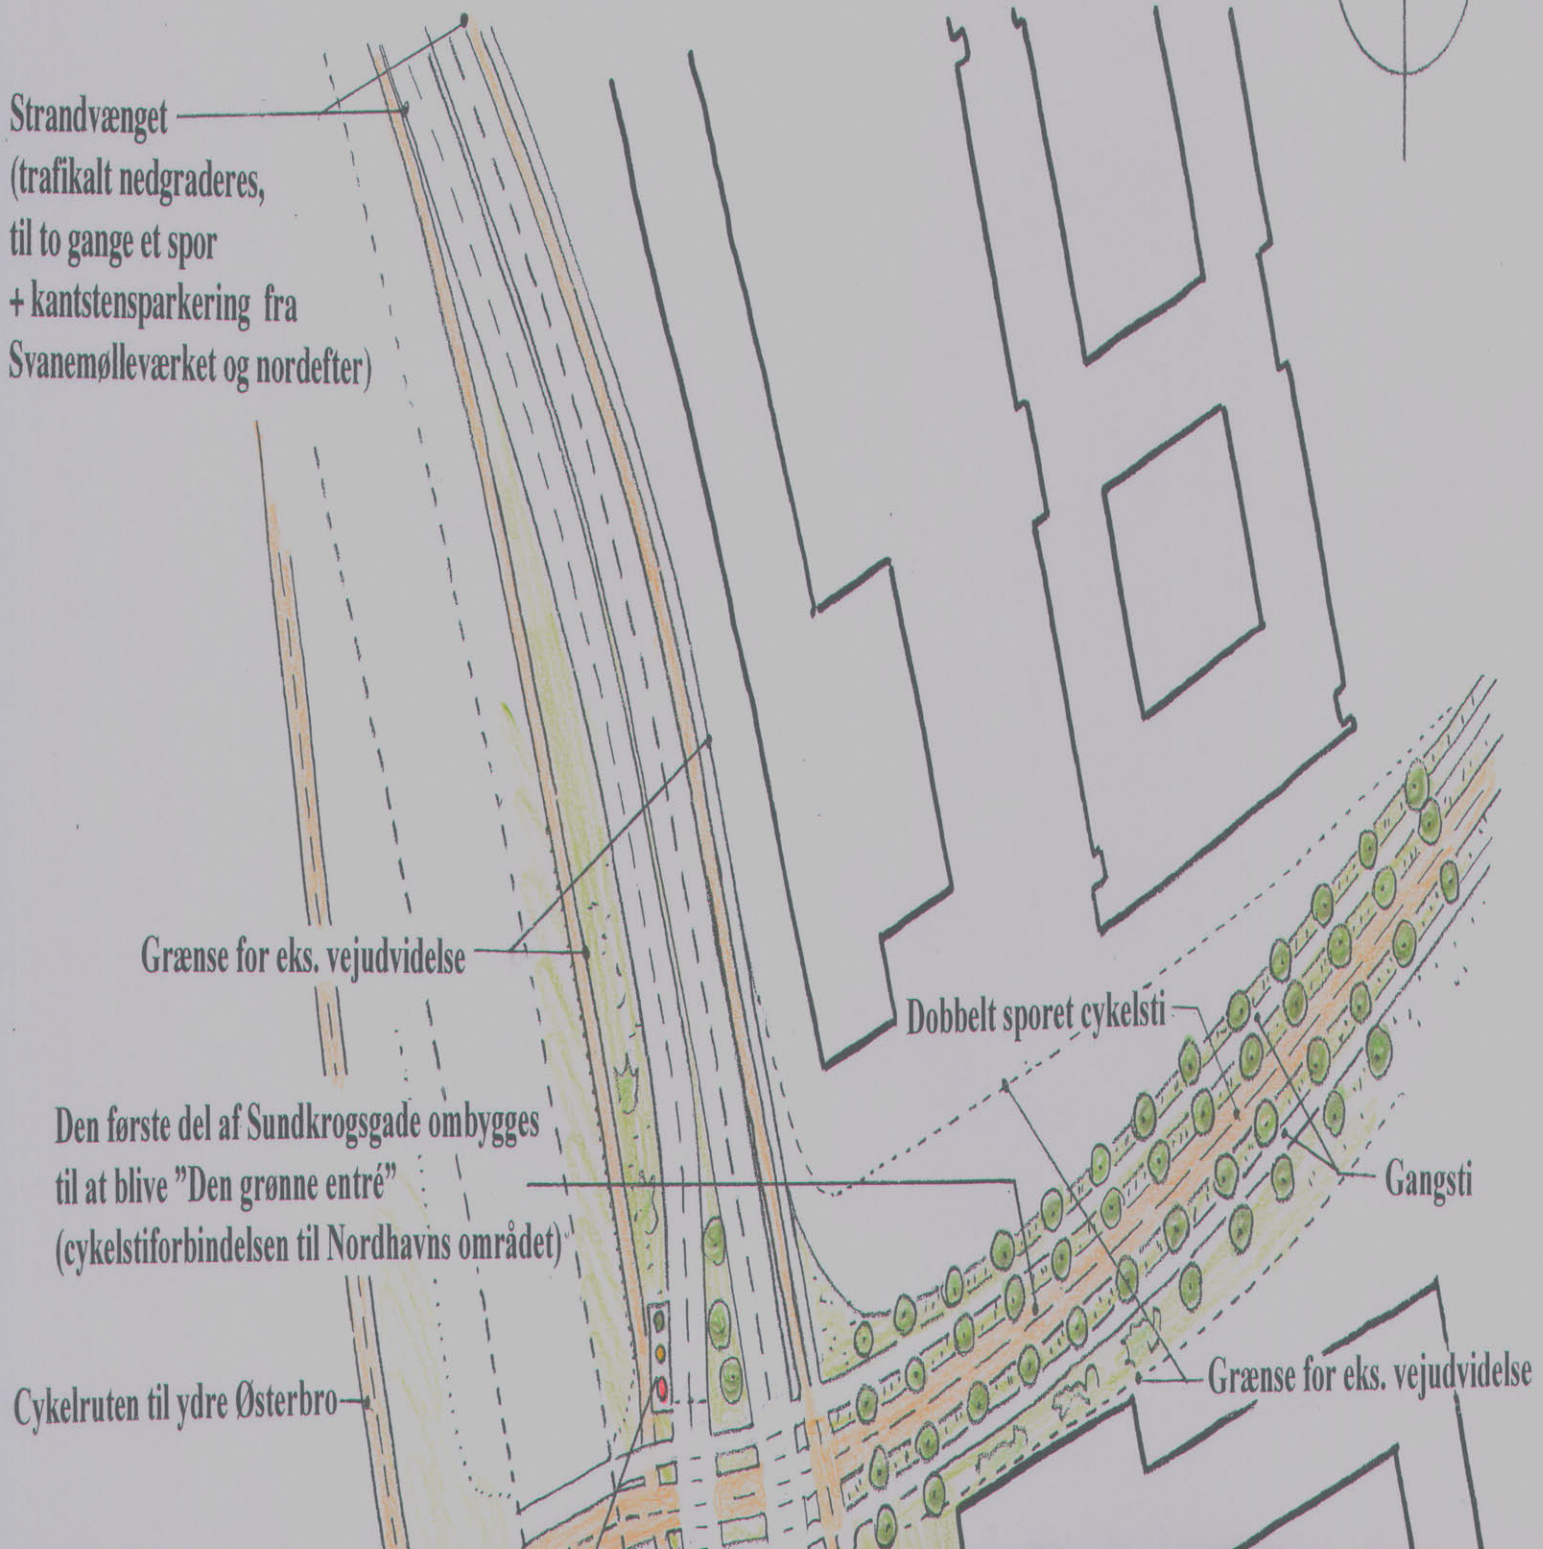 Strandvænget
(trafikalt nedgraderes,
til to gange et spor
+ kantstensparkering fra
Svanemølleværket og nordefter)
Grænse for eks. vejudvidelse
Dobbelt sporet cykelsti
Den første del af Sundkrogsgade ombygges
til at blive ”Den grønne entré”
(cykelstiforbindelsen til Nordhavns området)
Gangsti
Grænse for eks. vejudvidelse
Cykelruten til ydre Østerbro